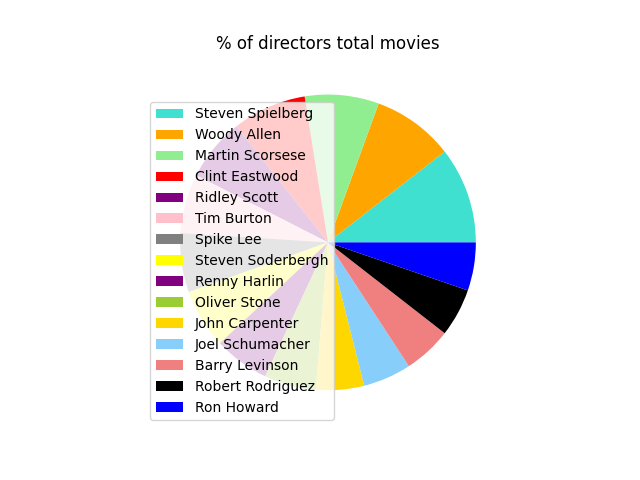 % of directors total movies
Steven Spielberg
Woody Allen
Martin Scorsese
Clint Eastwood
Ridley Scott
Tim Burton
Spike Lee
Steven Soderbergh
Renny Harlin
Oliver Stone
John Carpenter
Joel Schumacher
Barry Levinson
Robert Rodriguez
Ron Howard